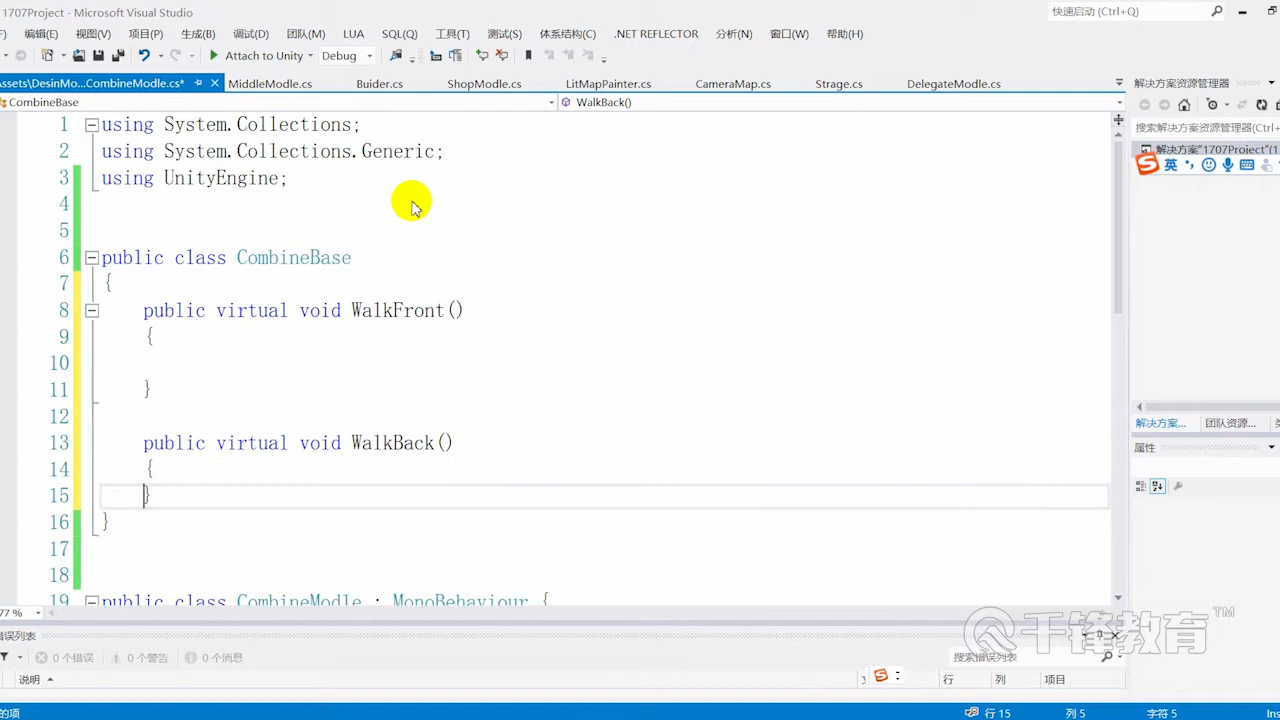 1707Project - Microsoft Visual Studio
快速启动 (Ctrl+Q)
编辑(E) 视图(V) 项目(P) 生成(B) 调试(D) 团队(M) LUA SQL(Q) 工具(T) 测试(S) 体系结构(C) .NET REFLECTOR 分析(N) 窗口(W) 帮助(H)
Attach to Unity Debug
Assets\DesinMo...CombineModle.cs* MiddleModle.cs Buider.cs ShopModle.cs LitMapPainter.cs CameraMap.cs Strage.cs DelegateModle.cs
解决方案资源管理器
CombineBase WalkBack()
搜索解决方案资源管理器(Ctrl+
解决方案"1707Project"(1
英
1 using System.Collections;
2 using System.Collections.Generic;
3 using UnityEngine;
4
5
6 public class CombineBase
7 {
8 public virtual void WalkFront()
9 {
10
11 }
12
13 public virtual void WalkBack()
14 {
15 }
16 }
17
18
19 public class CombineModle : MonoBehaviour {
解决方案... 团队资源...
属性
77 %
错误列表
千锋教育™
0 个错误 0 个警告 0 个消息
搜索错误列表
说明 行 列 项目
的项 行 15 列 5 字符 5 Ins